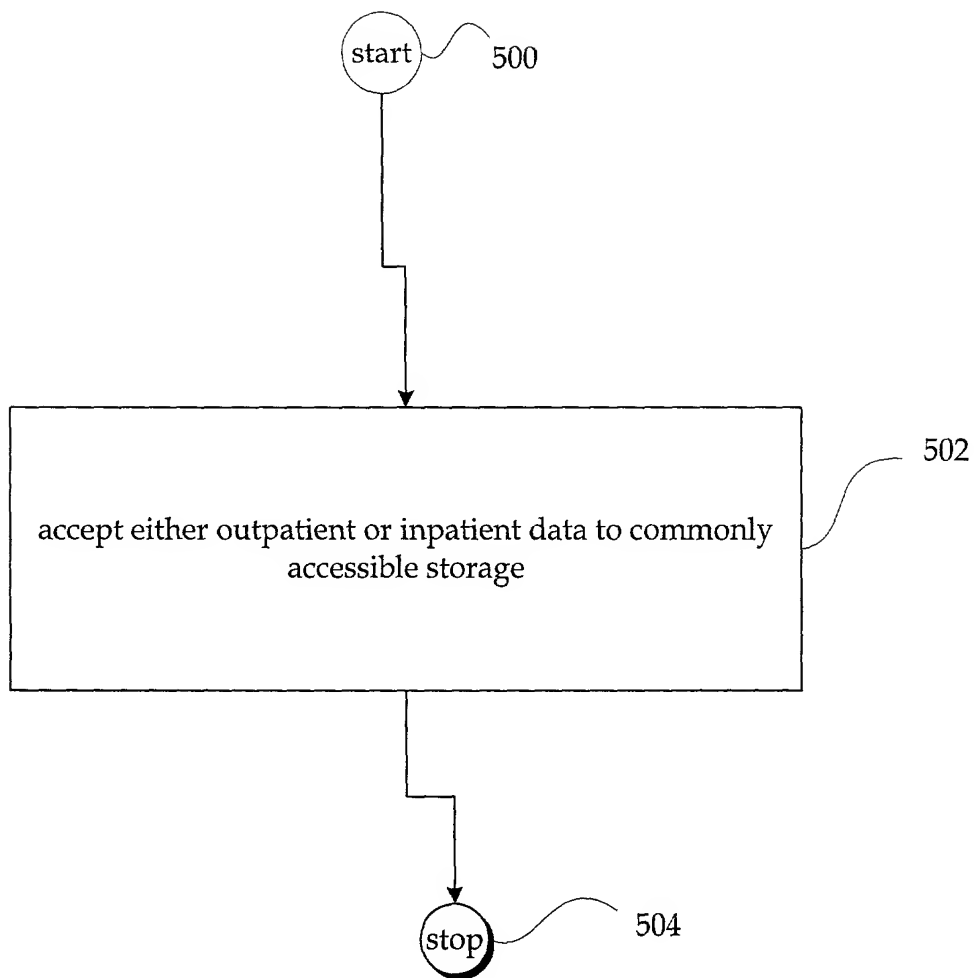 start
500
502
accept either outpatient or inpatient data to commonly
accessible storage
stop
504